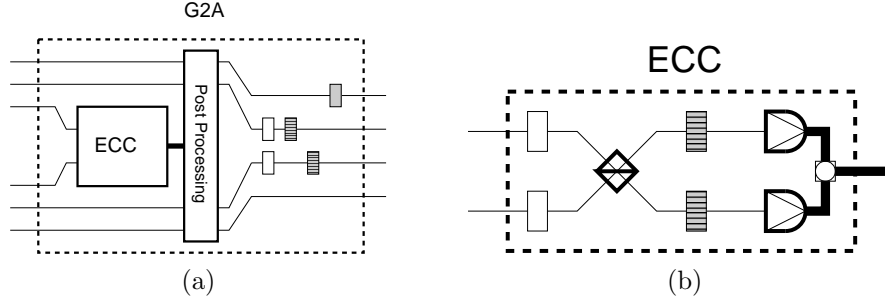 G2A
ECC
ECC
Post Processing
(a)
(b)